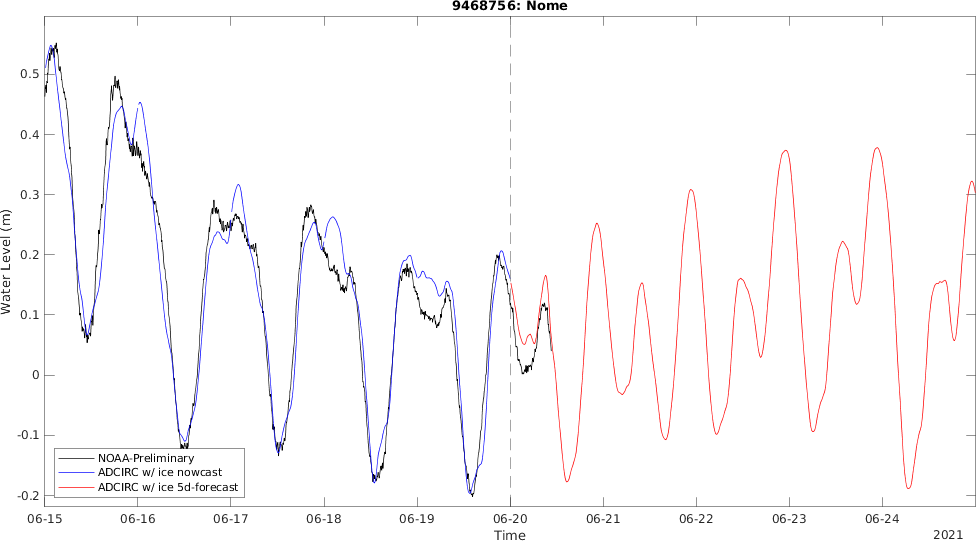 9468756: Nome
Water Level (m)
0.5
0.4
0.3
0.2
0.1
0
-0.1
-0.2
NOAA-Preliminary
ADCIRC w/ ice nowcast
ADCIRC w/ ice 5d-forecast
06-15 06-16 06-17 06-18 06-19 06-20 06-21 06-22 06-23 06-24
Time
2021